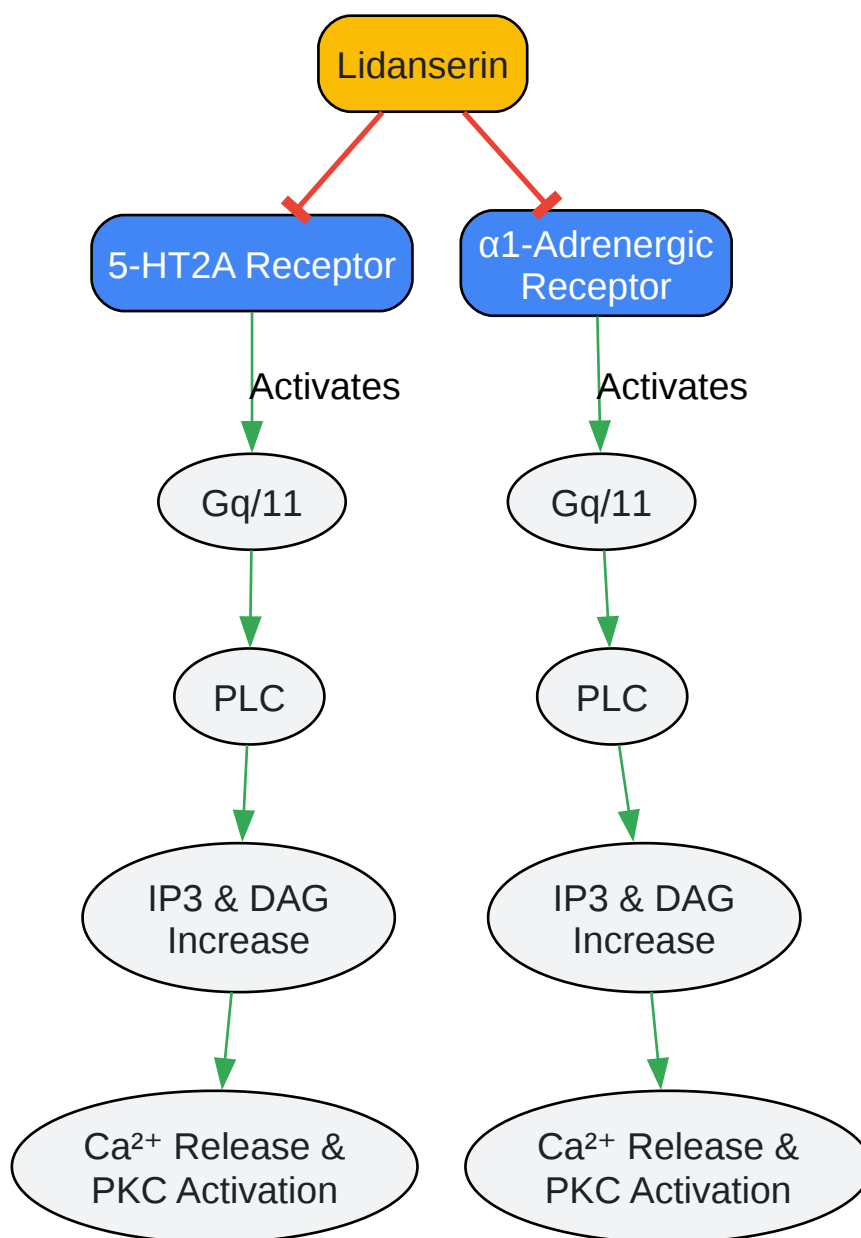 Lidanserin
5-HT2A Receptor
α1-Adrenergic
Receptor
Activates
Activates
Gq/11
Gq/11
PLC
PLC
IP3 & DAG
Increase
IP3 & DAG
Increase
Ca²⁺ Release &
PKC Activation
Ca²⁺ Release &
PKC Activation